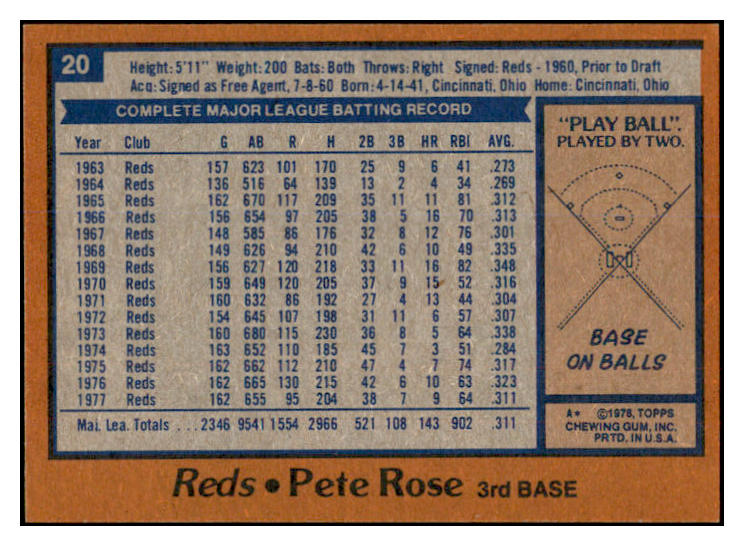 20
Height: 5'11" Weight: 200 Bats: Both Throws: Right Signed: Reds - 1960, Prior to Draft
Acq: Signed as Free Agent, 7-8-60 Born: 4-14-41, Cincinnati, Ohio Home: Cincinnati, Ohio
COMPLETE MAJOR LEAGUE BATTING RECORD
Year Club G AB R H 2B 3B HR RBI AVG.
1963 Reds 157 623 101 170 25 9 6 41 .273
1964 Reds 136 516 64 139 13 2 4 34 .269
1965 Reds 162 670 117 209 35 11 11 81 .312
1966 Reds 156 654 97 205 38 5 16 70 .313
1967 Reds 148 585 86 176 32 8 12 76 .301
1968 Reds 149 626 94 210 42 6 10 49 .335
1969 Reds 156 627 120 218 33 11 16 82 .348
1970 Reds 159 649 120 205 37 9 15 52 .316
1971 Reds 160 632 86 192 27 4 13 44 .304
1972 Reds 154 645 107 198 31 11 6 57 .307
1973 Reds 160 680 115 230 36 8 5 64 .338
1974 Reds 163 652 110 185 45 7 3 51 .284
1975 Reds 162 662 112 210 47 4 7 74 .317
1976 Reds 162 665 130 215 42 6 10 63 .323
1977 Reds 162 655 95 204 38 7 9 64 .311
Maj. Lea. Totals ... 2346 9541 1554 2966 521 108 143 902 .311
"PLAY BALL".
PLAYED BY TWO.
BASE
ON BALLS
A* ©1978, TOPPS
CHEWING GUM, INC.
PRTD. IN U.S.A.
Reds • Pete Rose 3rd BASE